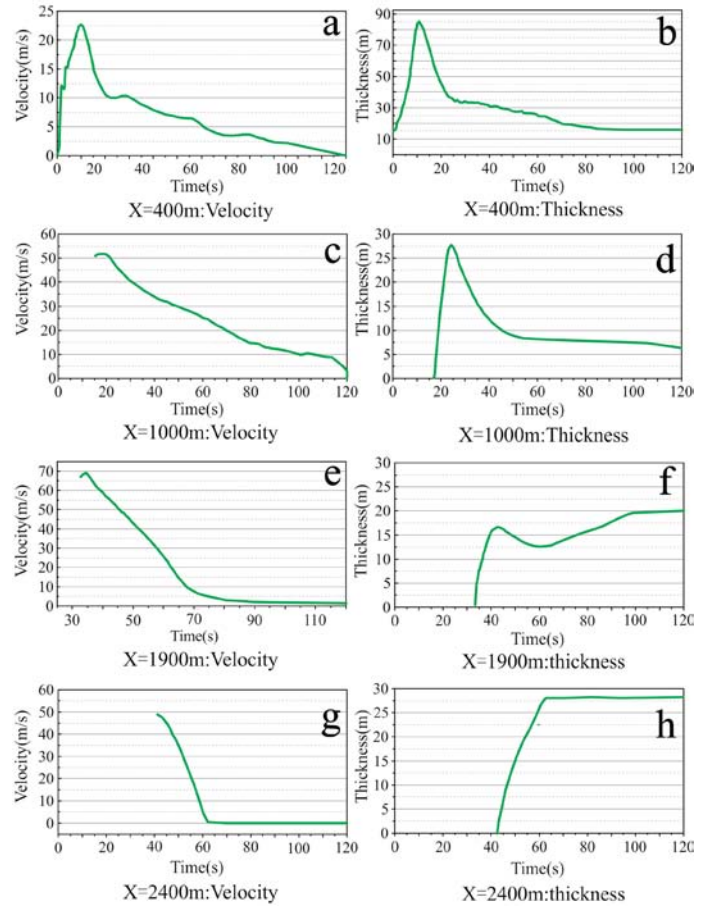 a
Velocity(m/s)
25
20
15
10
5
0
0 20 40 60 80 100 120
Time(s)
X=400m:Velocity
b
Thickness(m)
90
70
50
30
10
0 20 40 60 80 100 120
Time(s)
X=400m:Thickness
c
Velocity(m/s)
60
50
40
30
20
10
0
0 20 40 60 80 100 120
Time(s)
X=1000m:Velocity
d
Thickness(m)
30
25
20
15
10
5
0
0 20 40 60 80 100 120
Time(s)
X=1000m:Thickness
e
Velocity(m/s)
70
60
50
40
30
20
10
0
30 50 70 90 110
Time(s)
X=1900m:Velocity
f
Thickness(m)
30
25
20
15
10
5
0
0 20 40 60 80 100 120
Time(s)
X=1900m:thickness
g
Velocity(m/s)
60
50
40
30
20
10
0
0 20 40 60 80 100 120
Time(s)
X=2400m:Velocity
h
Thickness(m)
30
25
20
15
10
5
0
0 20 40 60 80 100 120
Time(s)
X=2400m:thickness